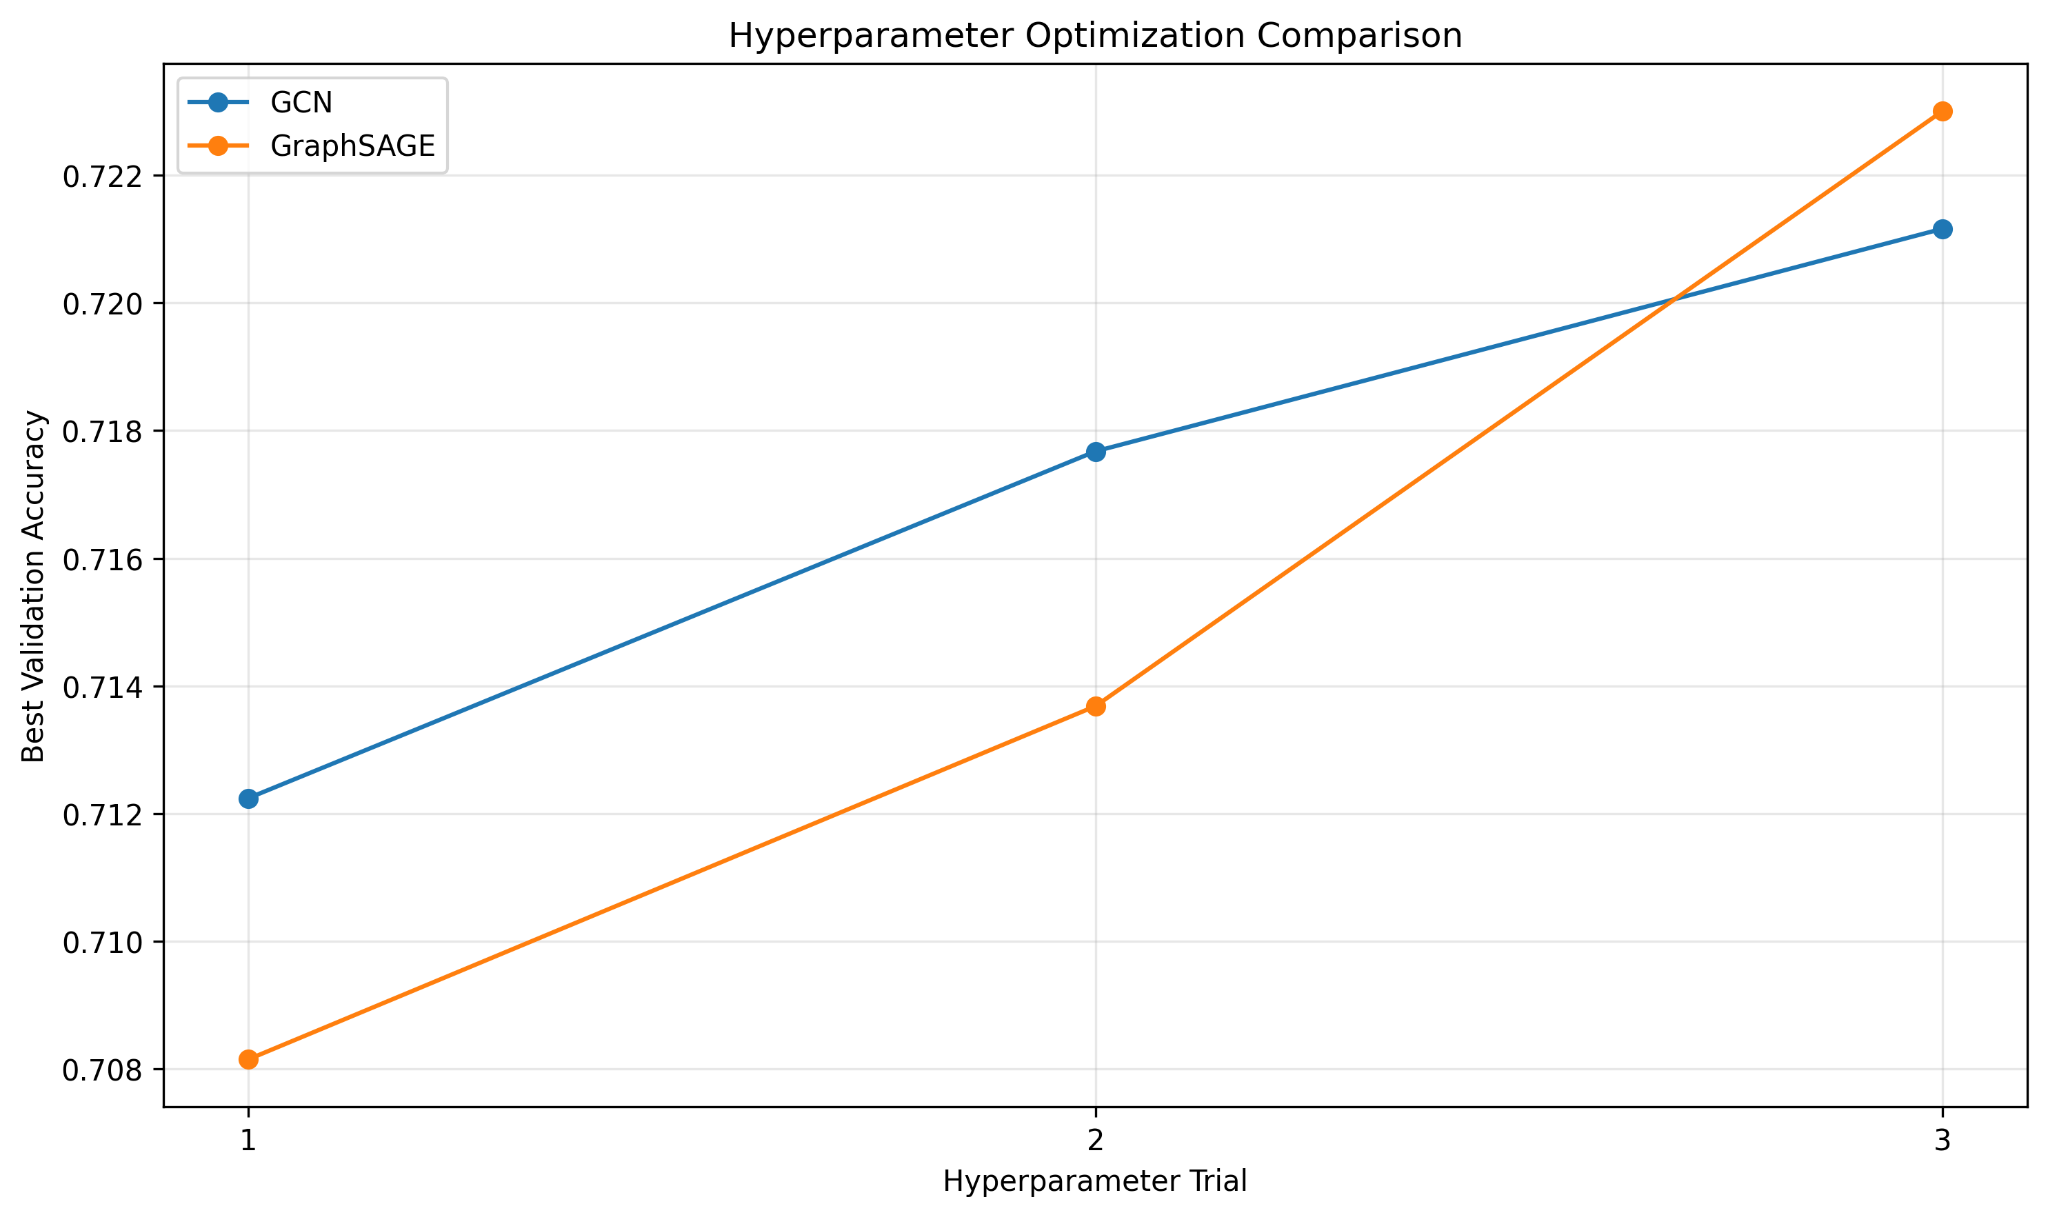 Hyperparameter Optimization Comparison
GCN
GraphSAGE
Best Validation Accuracy
0.722
0.720
0.718
0.716
0.714
0.712
0.710
0.708
1
2
3
Hyperparameter Trial